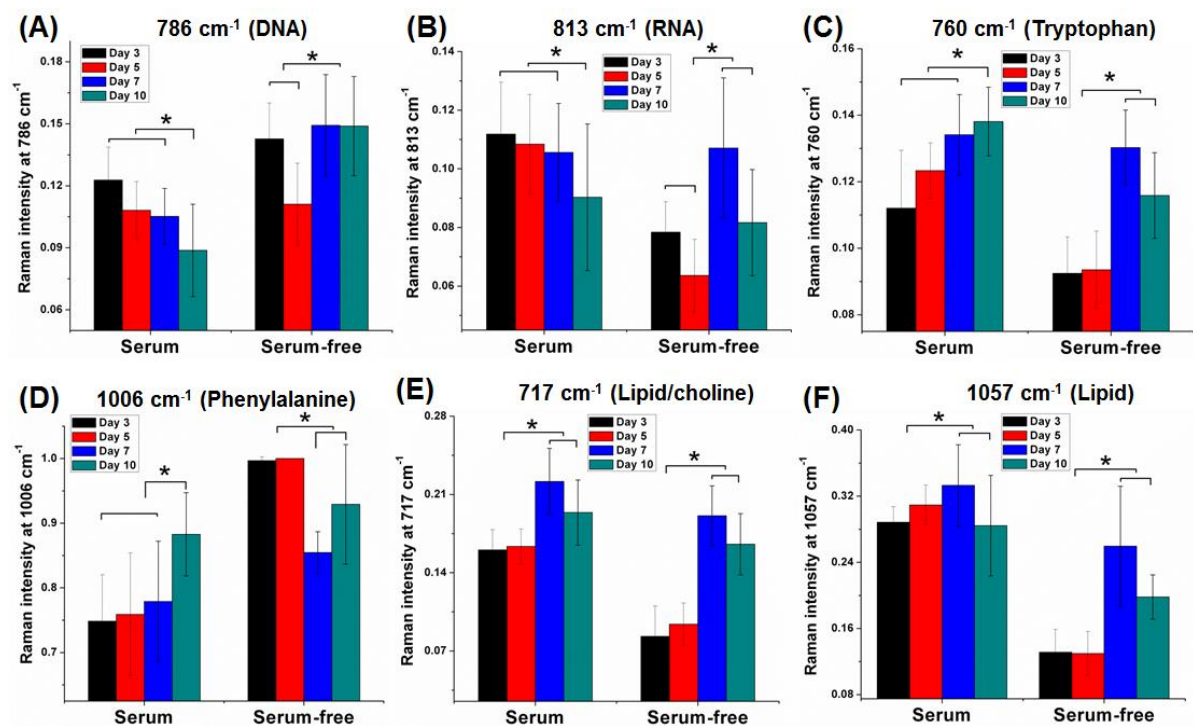 (A)
786 cm⁻¹ (DNA)
Raman intensity at 786 cm⁻¹
0.18
0.15
0.12
0.09
0.06
Day 3
Day 5
Day 7
Day 10
*
*
Serum
Serum-free
(B)
813 cm⁻¹ (RNA)
Raman intensity at 813 cm⁻¹
0.14
0.12
0.10
0.08
0.06
Day 3
Day 5
Day 7
Day 10
*
*
Serum
Serum-free
(C)
760 cm⁻¹ (Tryptophan)
Raman intensity at 760 cm⁻¹
0.16
0.14
0.12
0.10
0.08
Day 3
Day 5
Day 7
Day 10
*
*
Serum
Serum-free
(D)
1006 cm⁻¹ (Phenylalanine)
Raman intensity at 1006 cm⁻¹
1.0
0.9
0.8
0.7
Day 3
Day 5
Day 7
Day 10
*
*
Serum
Serum-free
(E)
717 cm⁻¹ (Lipid/choline)
Raman intensity at 717 cm⁻¹
0.28
0.21
0.14
0.07
Day 3
Day 5
Day 7
Day 10
*
*
Serum
Serum-free
(F)
1057 cm⁻¹ (Lipid)
Raman intensity at 1057 cm⁻¹
0.40
0.32
0.24
0.16
0.08
Day 3
Day 5
Day 7
Day 10
*
*
Serum
Serum-free